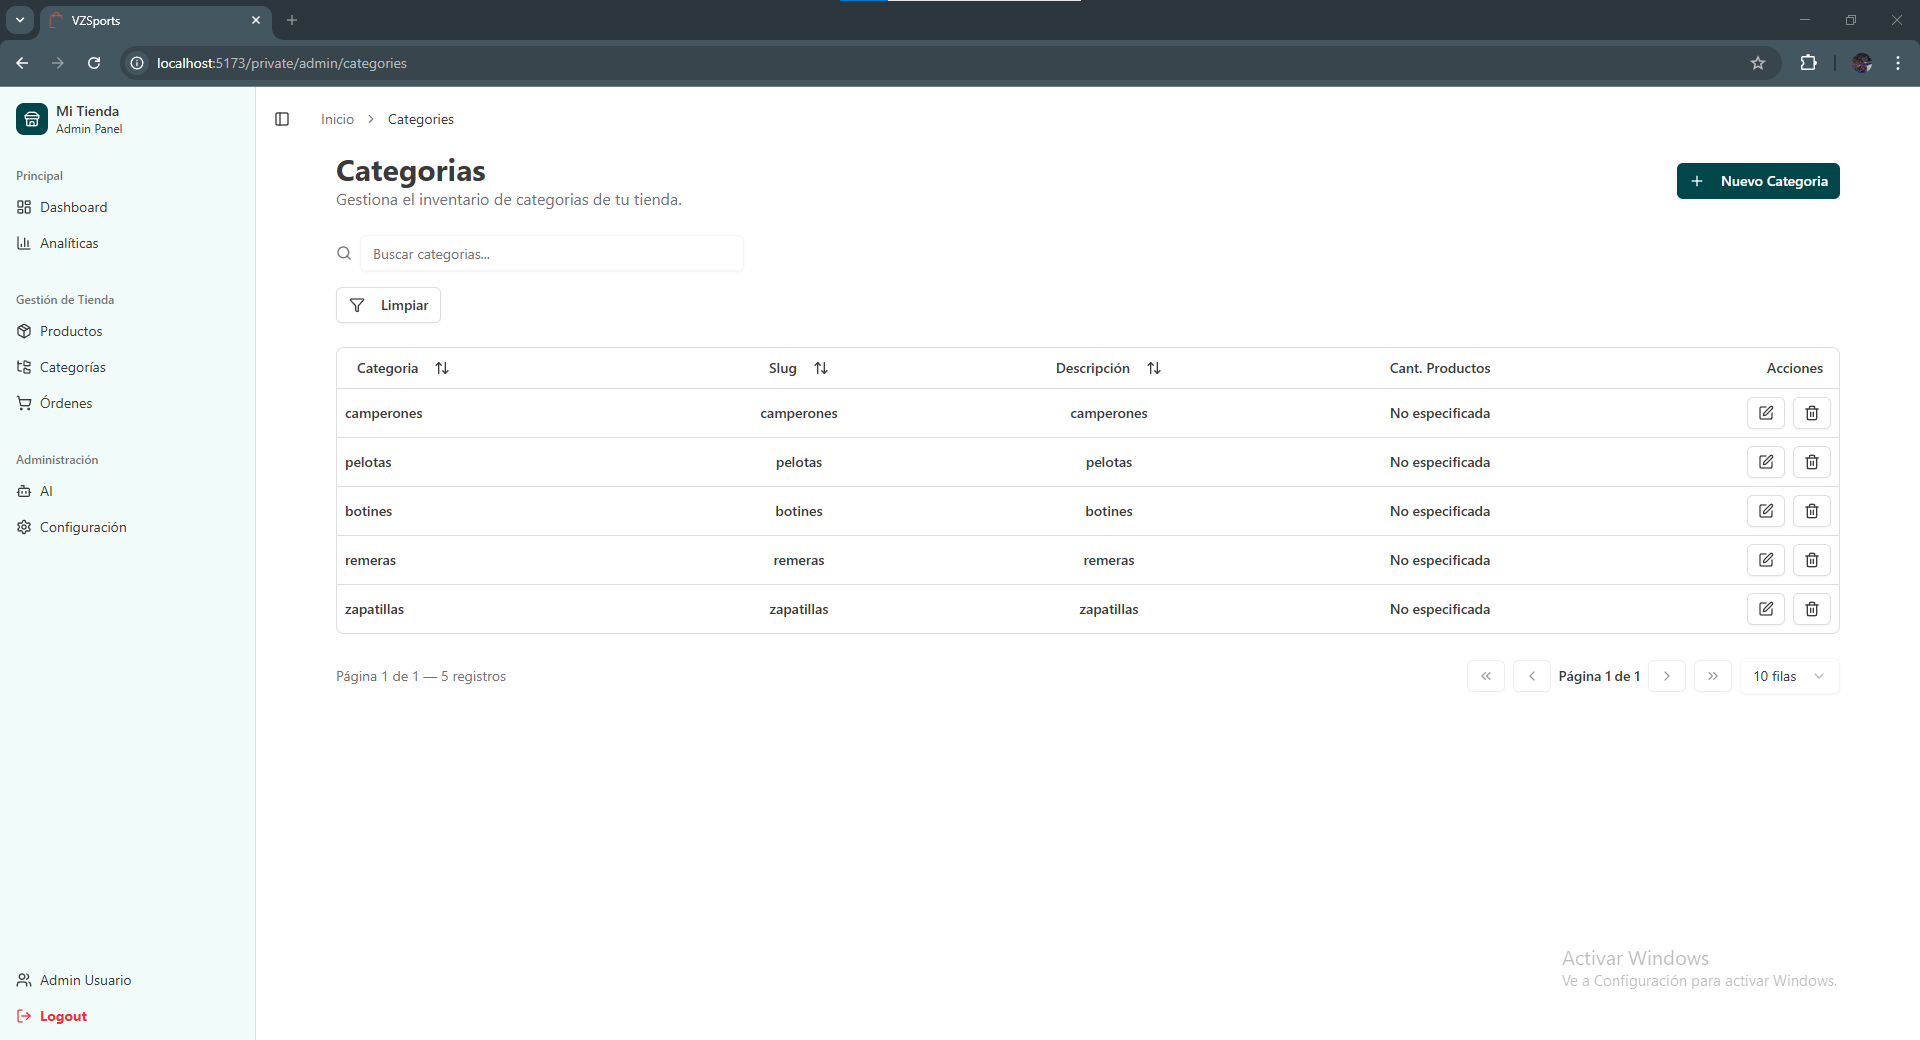 VZSports
localhost:5173/private/admin/categories
Mi Tienda
Admin Panel
Principal
Dashboard
Analíticas
Gestión de Tienda
Productos
Categorías
Órdenes
Administración
AI
Configuración
Admin Usuario
Logout
Inicio > Categories
Categorias
Gestiona el inventario de categorias de tu tienda.
Nuevo Categoria
Buscar categorias...
Limpiar
Categoria Slug Descripción Cant. Productos Acciones
camperones camperones camperones No especificada
pelotas pelotas pelotas No especificada
botines botines botines No especificada
remeras remeras remeras No especificada
zapatillas zapatillas zapatillas No especificada
Página 1 de 1 — 5 registros
Página 1 de 1
10 filas
Activar Windows
Ve a Configuración para activar Windows.